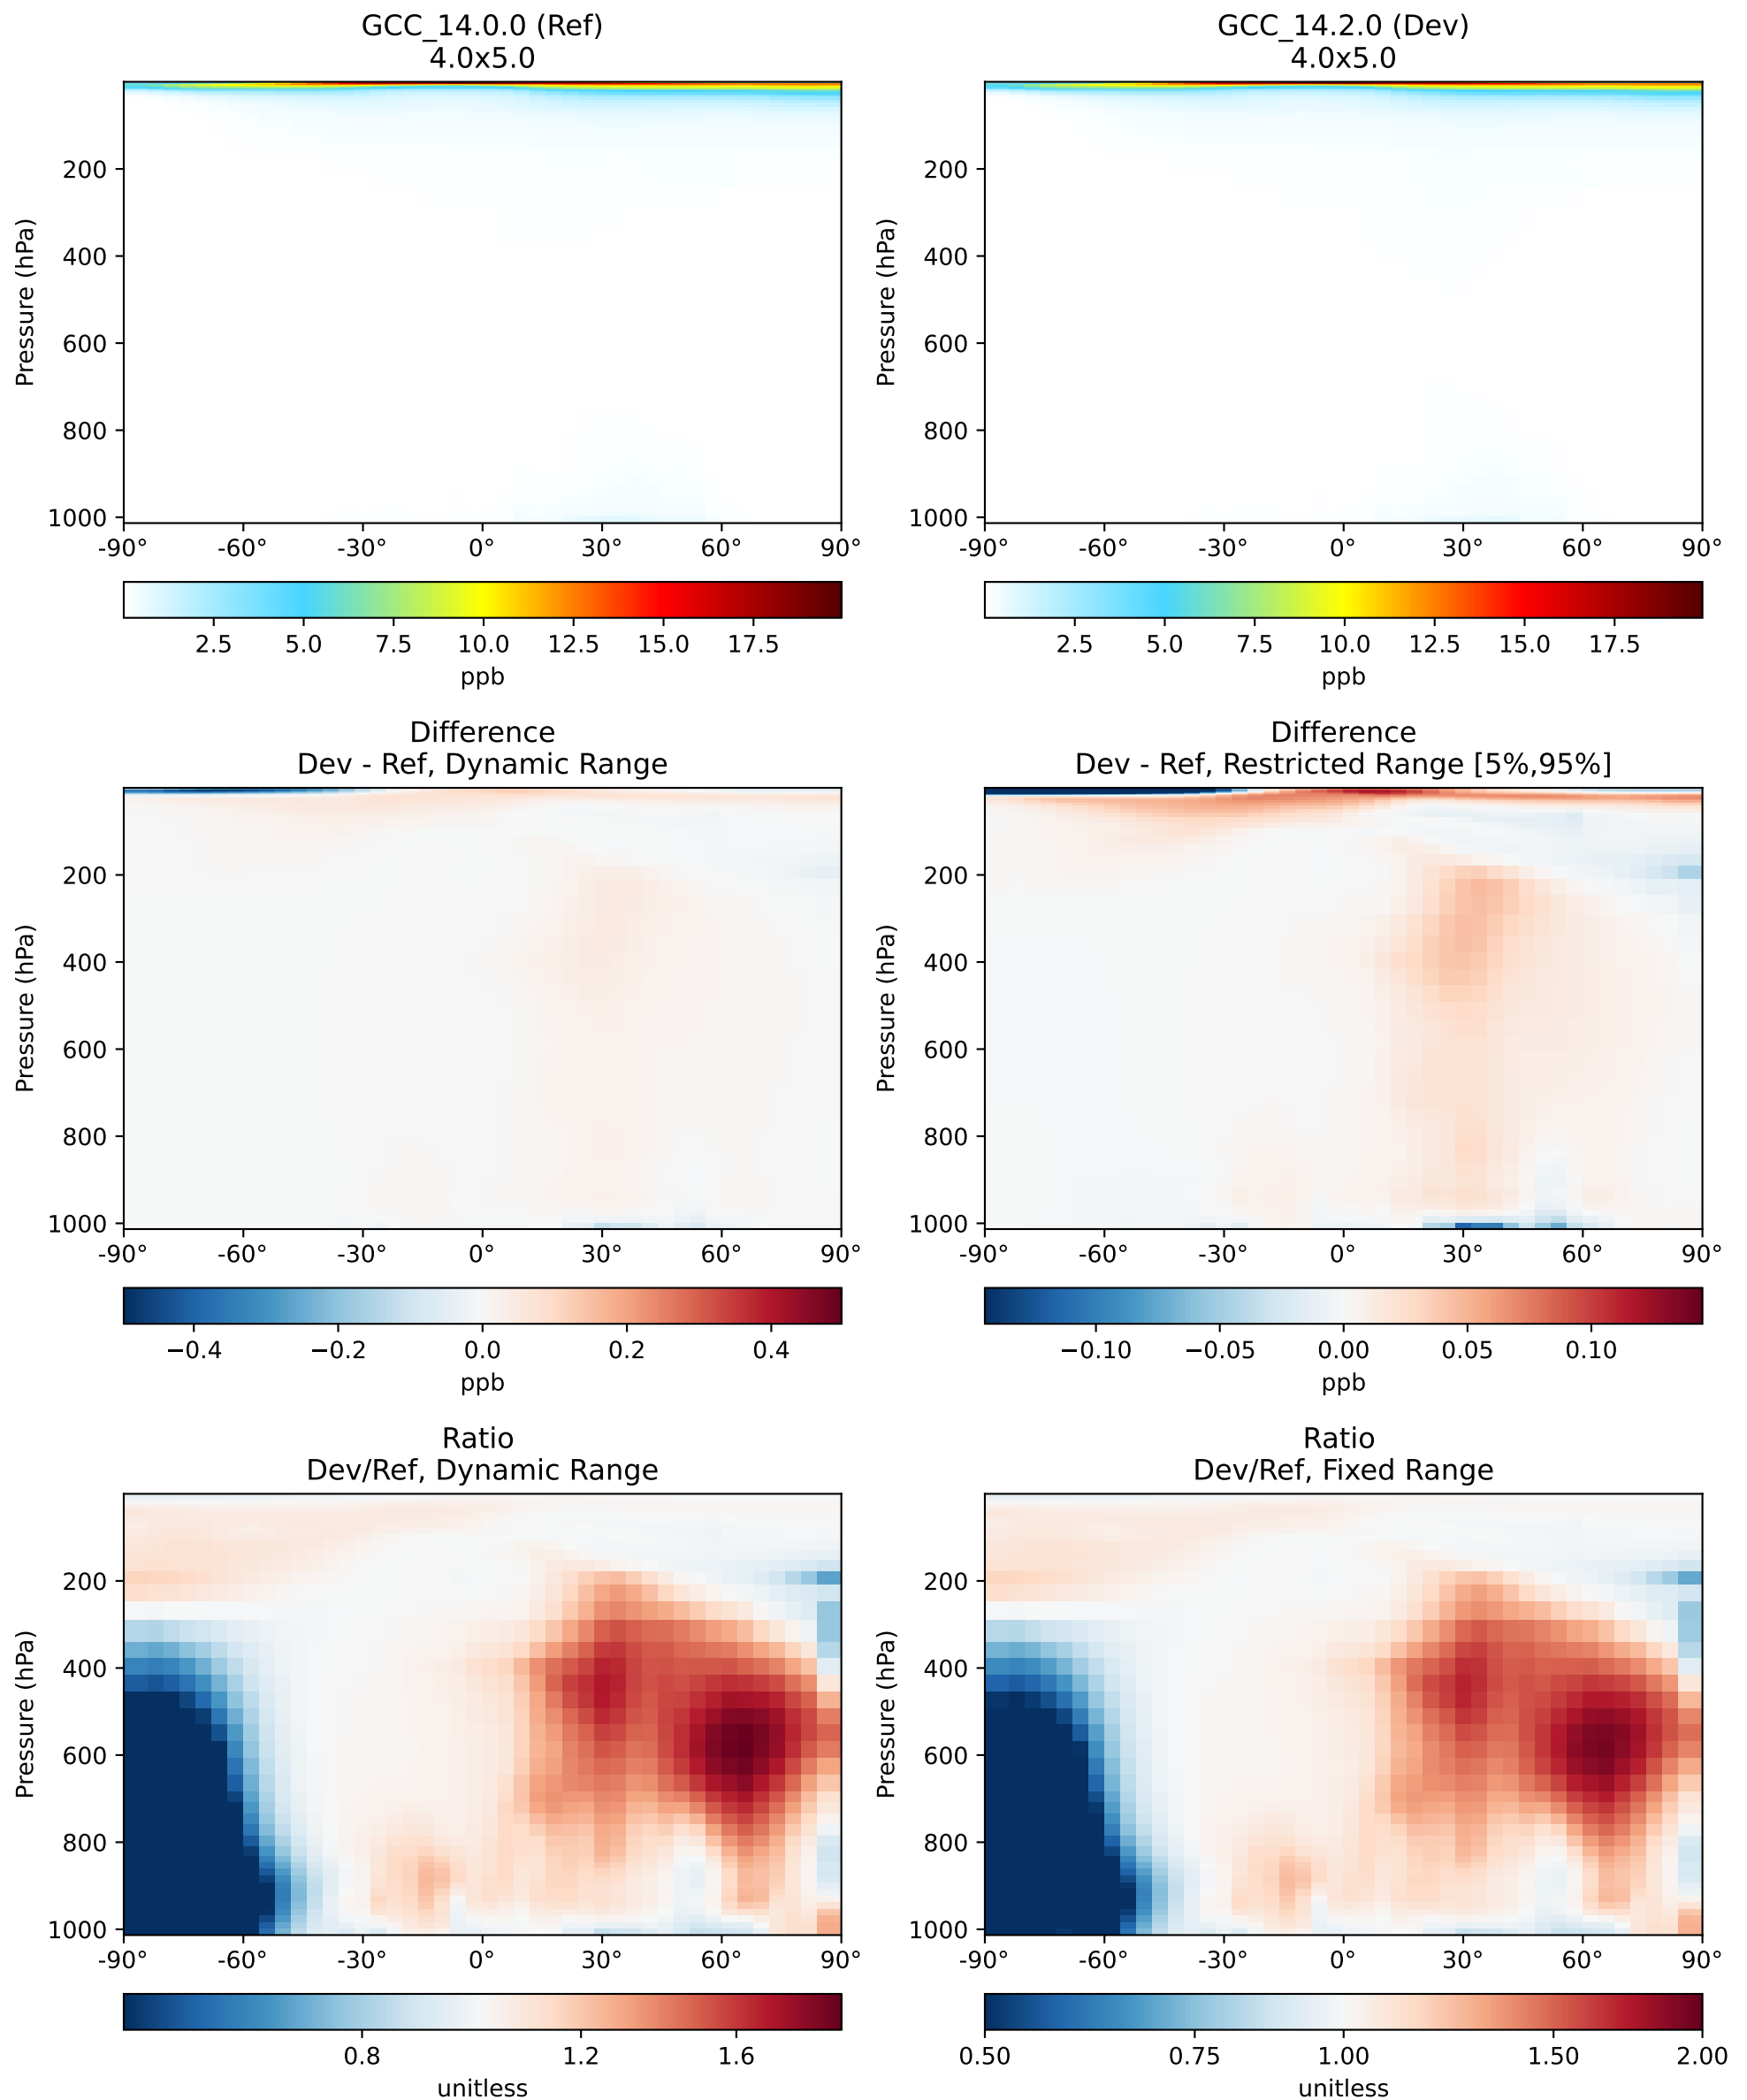 GCC_14.0.0 (Ref)
4.0x5.0
Pressure (hPa)
200
400
600
800
1000
-90° -60° -30° 0° 30° 60° 90°
2.5 5.0 7.5 10.0 12.5 15.0 17.5
ppb
GCC_14.2.0 (Dev)
4.0x5.0
Pressure (hPa)
200
400
600
800
1000
-90° -60° -30° 0° 30° 60° 90°
2.5 5.0 7.5 10.0 12.5 15.0 17.5
ppb
Difference
Dev - Ref, Dynamic Range
Pressure (hPa)
200
400
600
800
1000
-90° -60° -30° 0° 30° 60° 90°
−0.4 −0.2 0.0 0.2 0.4
ppb
Difference
Dev - Ref, Restricted Range [5%,95%]
Pressure (hPa)
200
400
600
800
1000
-90° -60° -30° 0° 30° 60° 90°
−0.10 −0.05 0.00 0.05 0.10
ppb
Ratio
Dev/Ref, Dynamic Range
Pressure (hPa)
200
400
600
800
1000
-90° -60° -30° 0° 30° 60° 90°
0.8 1.2 1.6
unitless
Ratio
Dev/Ref, Fixed Range
Pressure (hPa)
200
400
600
800
1000
-90° -60° -30° 0° 30° 60° 90°
0.50 0.75 1.00 1.50 2.00
unitless